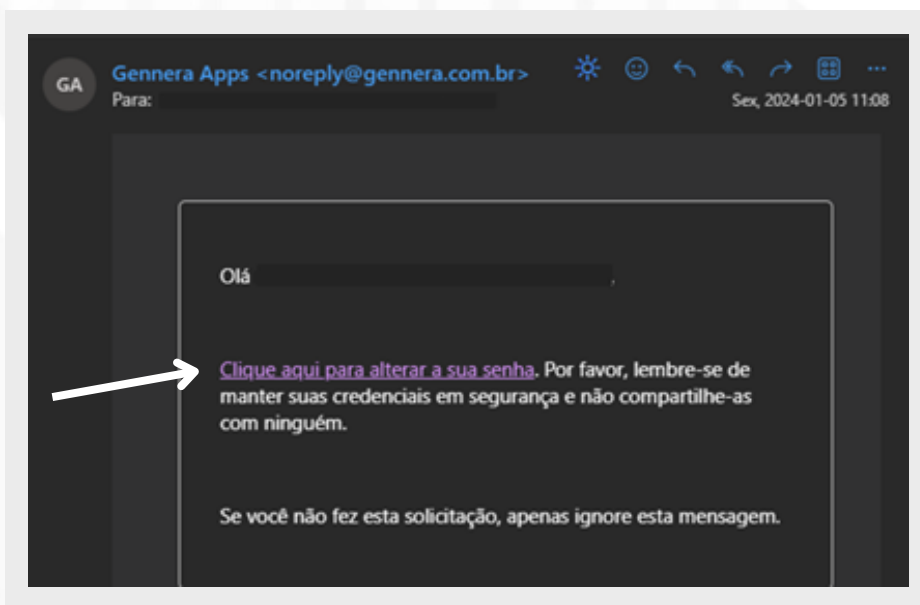 GA
Gennera Apps <noreply@gennera.com.br>
Para:
Sex, 2024-01-05 11:08
Olá
Clique aqui para alterar a sua senha. Por favor, lembre-se de
manter suas credenciais em segurança e não compartilhe-as
com ninguém.
Se você não fez esta solicitação, apenas ignore esta mensagem.